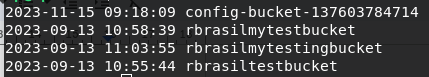 2023-11-15 09:18:09 config-bucket-137603784714
2023-09-13 10:58:39 rbrasilmytestbucket
2023-09-13 11:03:55 rbrasilmytestingbucket
2023-09-13 10:55:44 rbrasiltestbucket